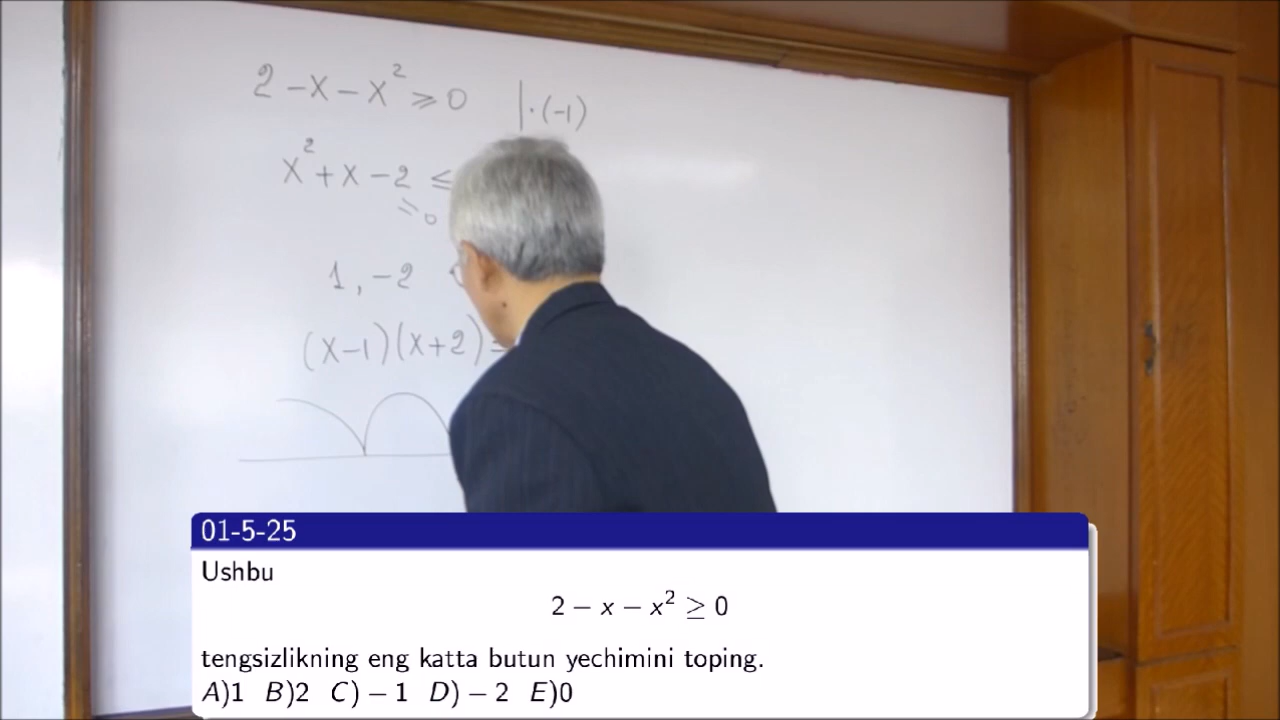 2 - x - x² ≥ 0 | · (-1)
x² + x - 2 ≤
≥ 0
1, -2
(x-1)(x+2)
01-5-25
Ushbu
2 − x − x² ≥ 0
tengsizlikning eng katta butun yechimini toping.
A)1 B)2 C) − 1 D) − 2 E)0